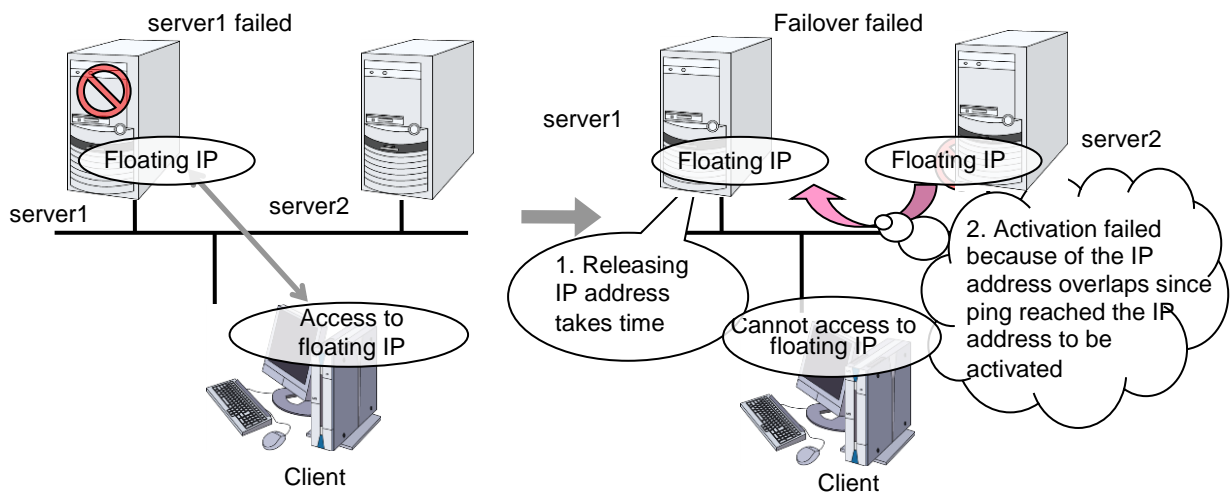 server1 failed
Floating IP
server1
server2
Access to
floating IP
Client
Failover failed
server1
Floating IP
Floating IP
server2
1. Releasing
IP address
takes time
2. Activation failed
because of the IP
address overlaps since
ping reached the IP
address to be
activated
Cannot access to
floating IP
Client